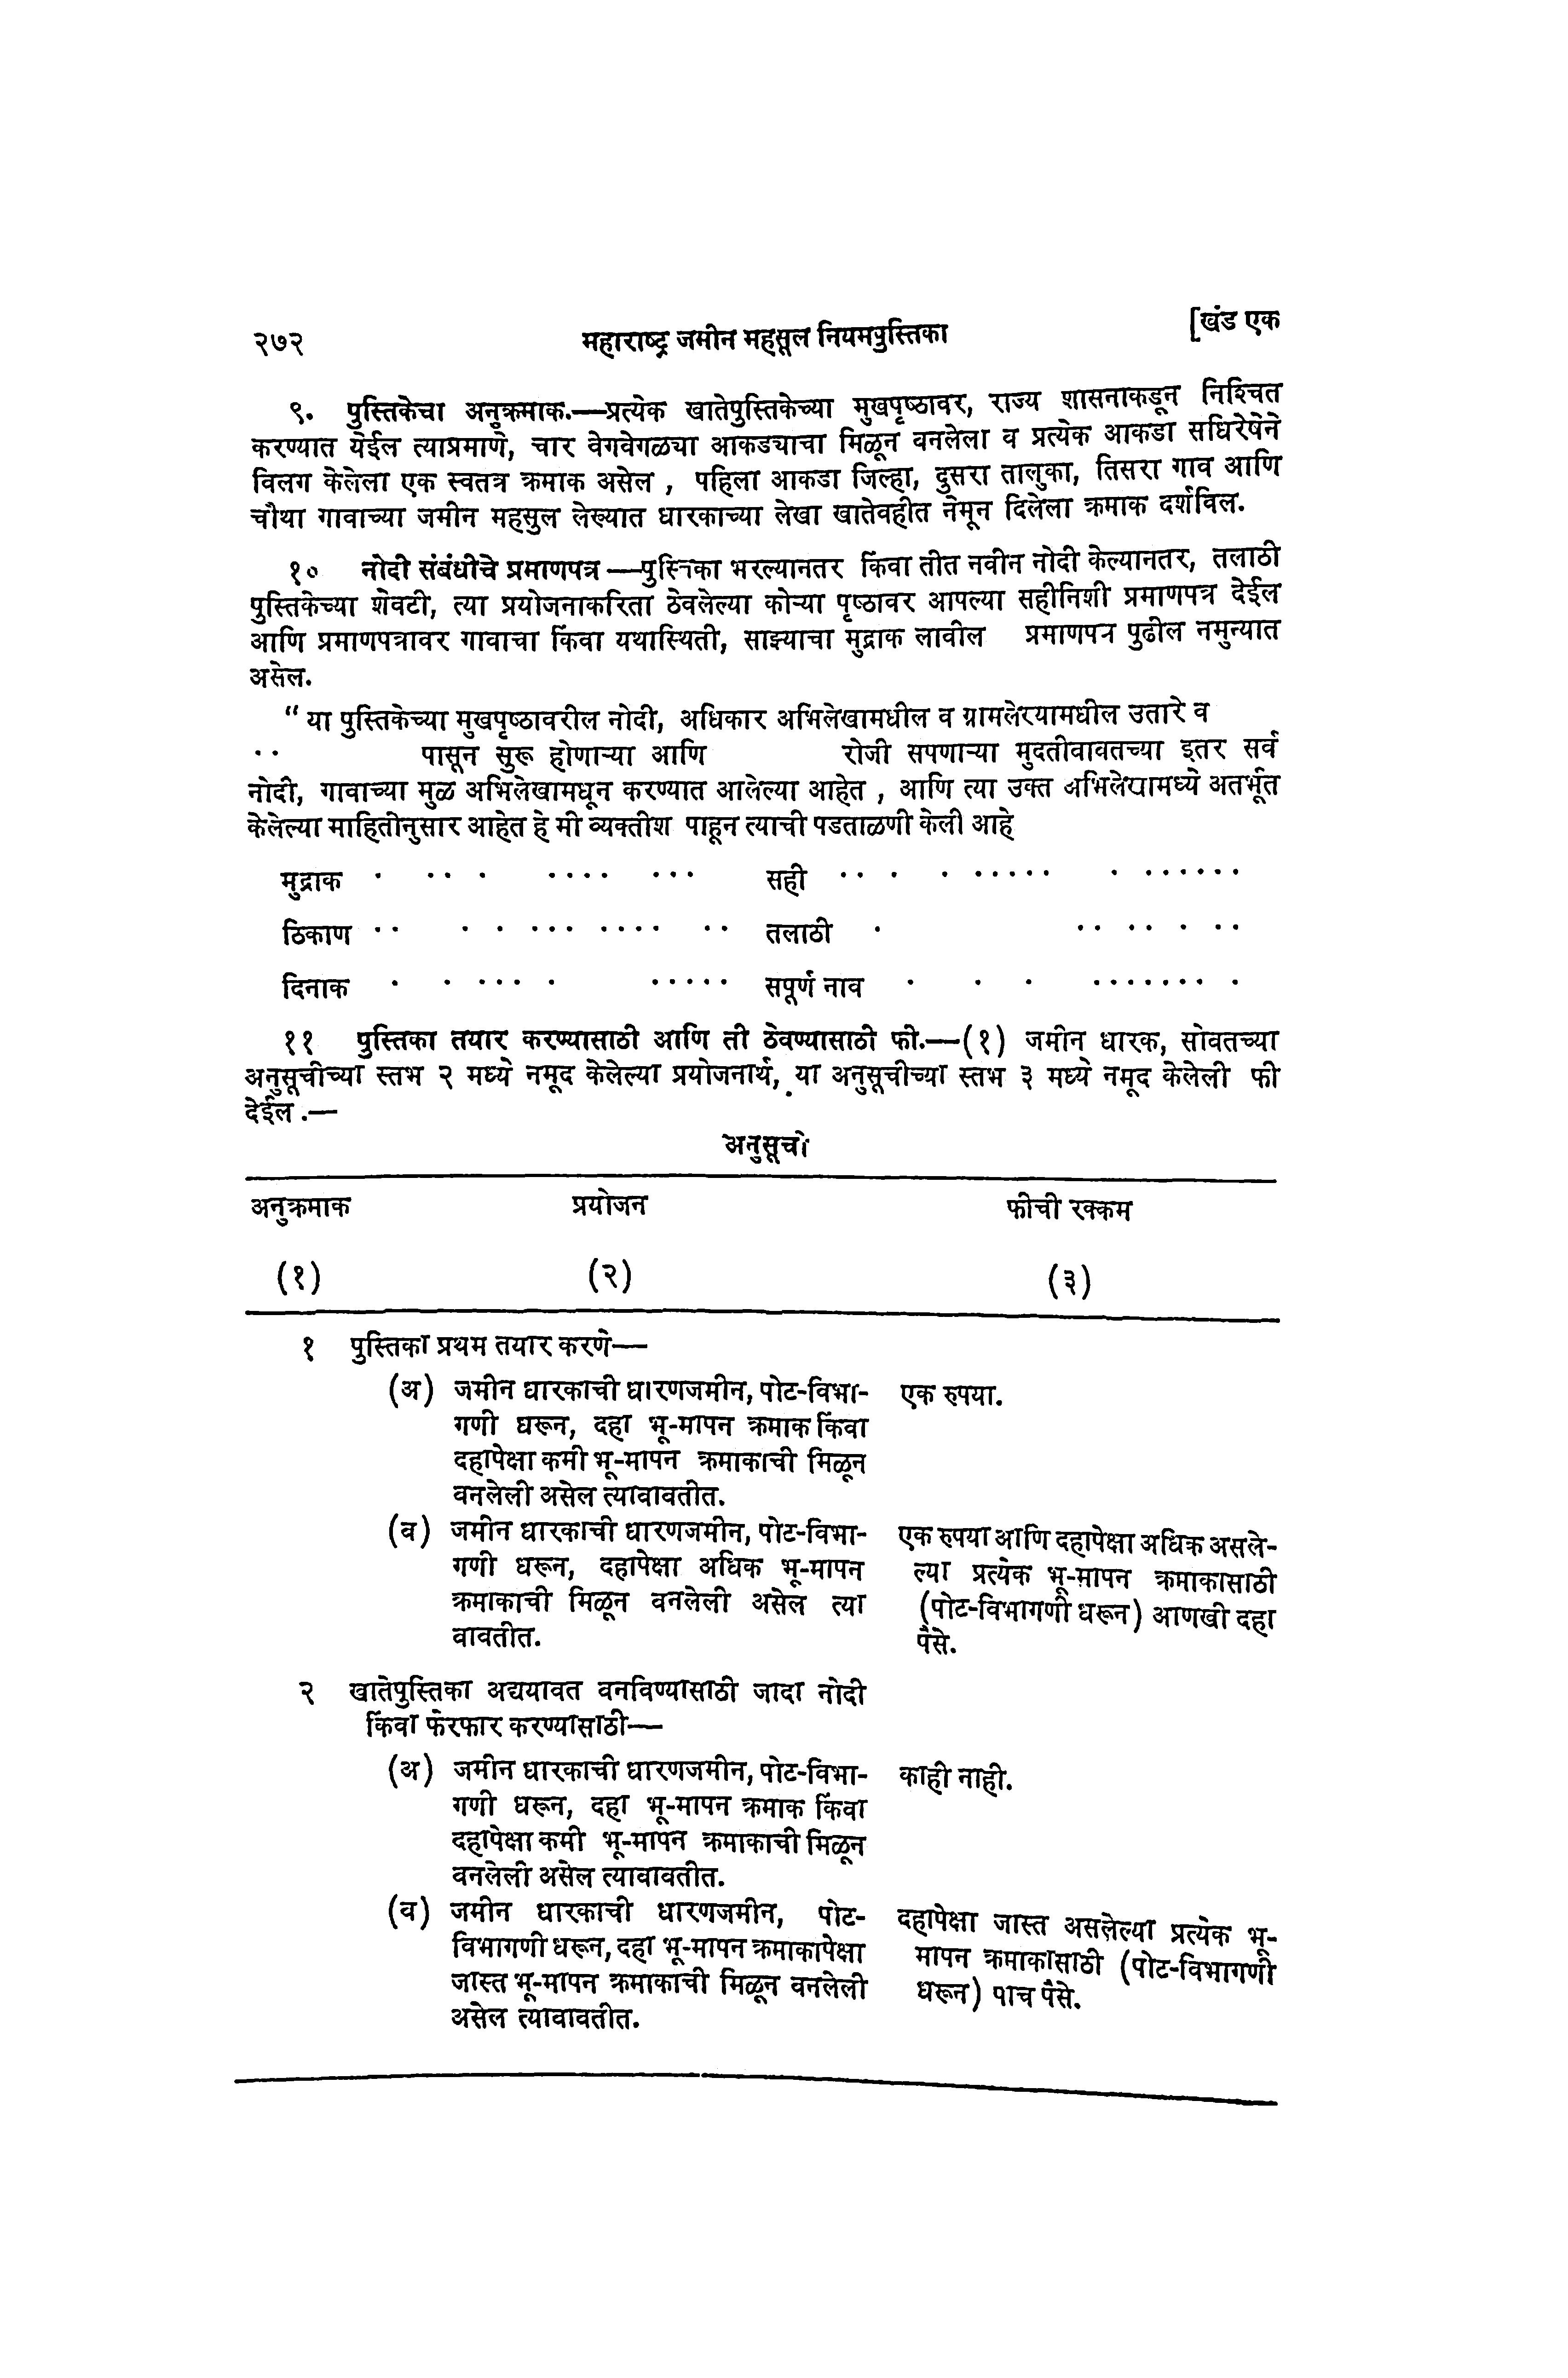 २७२ महाराष्ट्र जमीन महसूल नियमपुस्तिका [खंड एक
९. पुस्तिकेचा अनुक्रमाक.—प्रत्येक खातेपुस्तिकेच्या मुखपृष्ठावर, राज्य शासनाकडून निश्चित
करण्यात येईल त्याप्रमाणे, चार वेगवेगळ्या आकड्याचा मिळून बनलेला व प्रत्येक आकडा सधिरेषेने
विलग केलेला एक स्वतत्र क्रमाक असेल , पहिला आकडा जिल्हा, दुसरा तालुका, तिसरा गाव आणि
चौथा गावाच्या जमीन महसुल लेख्यात धारकाच्या लेखा खातेवहीत नेमून दिलेला क्रमाक दर्शविल.
१० नोदी संबंधीचे प्रमाणपत्र —पुस्तिका भरल्यानतर किंवा तीत नवीन नोदी केल्यानतर, तलाठी
पुस्तिकेच्या शेवटी, त्या प्रयोजनाकरिता ठेवलेल्या कोऱ्या पृष्ठावर आपल्या सहीनिशी प्रमाणपत्र देईल
आणि प्रमाणपत्रावर गावाचा किंवा यथास्थिती, साझ्याचा मुद्राक लावील प्रमाणपत्र पुढील नमुन्यात
असेल.
“ या पुस्तिकेच्या मुखपृष्ठावरील नोदी, अधिकार अभिलेखामधील व ग्रामलेख्यामधील उतारे व
. . पासून सुरू होणाऱ्या आणि रोजी सपणाऱ्या मुदतीबाबतच्या इतर सर्व
नोदी, गावाच्या मुळ अभिलेखामधून करण्यात आलेल्या आहेत , आणि त्या उक्त अभिलेखामध्ये अतर्भूत
केलेल्या माहितीनुसार आहेत हे मी व्यक्तीश पाहून त्याची पडताळणी केली आहे
मुद्राक . .. . .... ... सही .. . . ..... . ......
ठिकाण .. . . ... .... .. तलाठी . .. .. . ..
दिनाक . . .... . ..... सपूर्ण नाव . . . ....... .
११ पुस्तिका तयार करण्यासाठी आणि ती ठेवण्यासाठी फी.—(१) जमीन धारक, सोबतच्या
अनुसूचीच्या स्तभ २ मध्ये नमूद केलेल्या प्रयोजनार्थ, या अनुसूचीच्या स्तभ ३ मध्ये नमूद केलेली फी
देईल .—
अनुसूची
अनुक्रमाक प्रयोजन फीची रक्कम
(१) (२) (३)
१ पुस्तिका प्रथम तयार करणे—
(अ) जमीन धारकाची धारणजमीन, पोट-विभा- एक रुपया.
गणी धरून, दहा भू-मापन क्रमाक किंवा
दहापेक्षा कमी भू-मापन क्रमाकाची मिळून
बनलेली असेल त्याबाबतीत.
(ब) जमीन धारकाची धारणजमीन, पोट-विभा- एक रुपया आणि दहापेक्षा अधिक असले-
गणी धरून, दहापेक्षा अधिक भू-मापन ल्या प्रत्येक भू-मापन क्रमाकासाठी
क्रमाकाची मिळून बनलेली असेल त्या (पोट-विभागणी धरून) आणखी दहा
बाबतीत. पैसे.
२ खातेपुस्तिका अद्ययावत बनविण्यासाठी जादा नोदी
किंवा फेरफार करण्यासाठी—
(अ) जमीन धारकाची धारणजमीन, पोट-विभा- काही नाही.
गणी धरून, दहा भू-मापन क्रमाक किंवा
दहापेक्षा कमी भू-मापन क्रमाकाची मिळून
बनलेली असेल त्याबाबतीत.
(ब) जमीन धारकाची धारणजमीन, पोट- दहापेक्षा जास्त असलेल्या प्रत्येक भू-
विभागणी धरून, दहा भू-मापन क्रमाकापेक्षा मापन क्रमाकासाठी (पोट-विभागणी
जास्त भू-मापन क्रमाकाची मिळून बनलेली धरून) पाच पैसे.
असेल त्याबाबतीत.